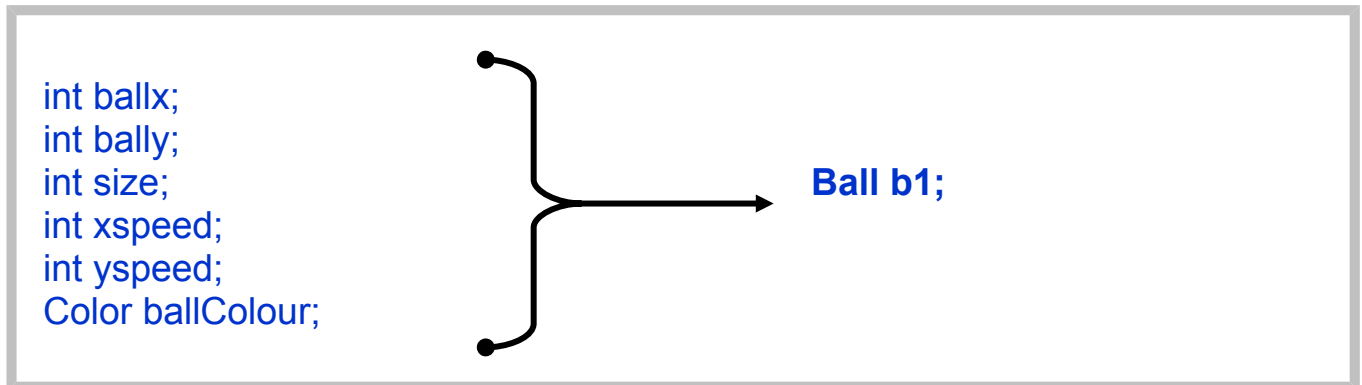 int ballx;
int bally;
int size;
int xspeed;
int yspeed;
Color ballColour;
Ball b1;